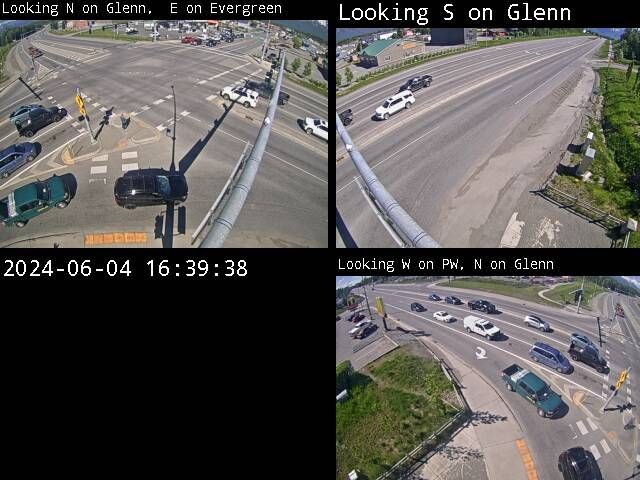 Looking N on Glenn,  E on Evergreen
Looking S on Glenn
2024-06-04 16:39:38
Looking W on PW, N on Glenn